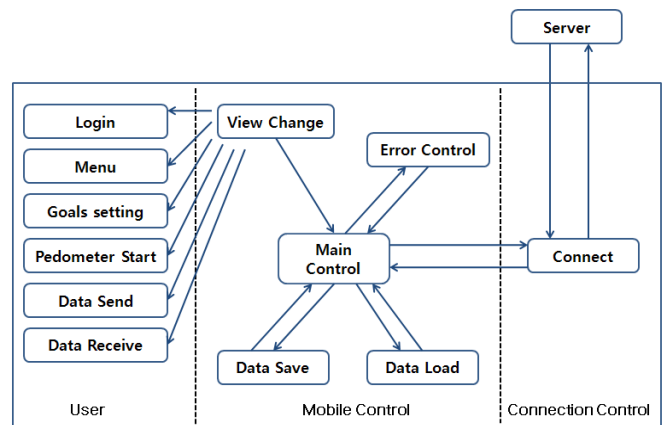 Server
Login
View Change
Error Control
Menu
Goals setting
Main
Control
Pedometer Start
Connect
Data Send
Data Receive
Data Save
Data Load
User
Mobile Control
Connection Control